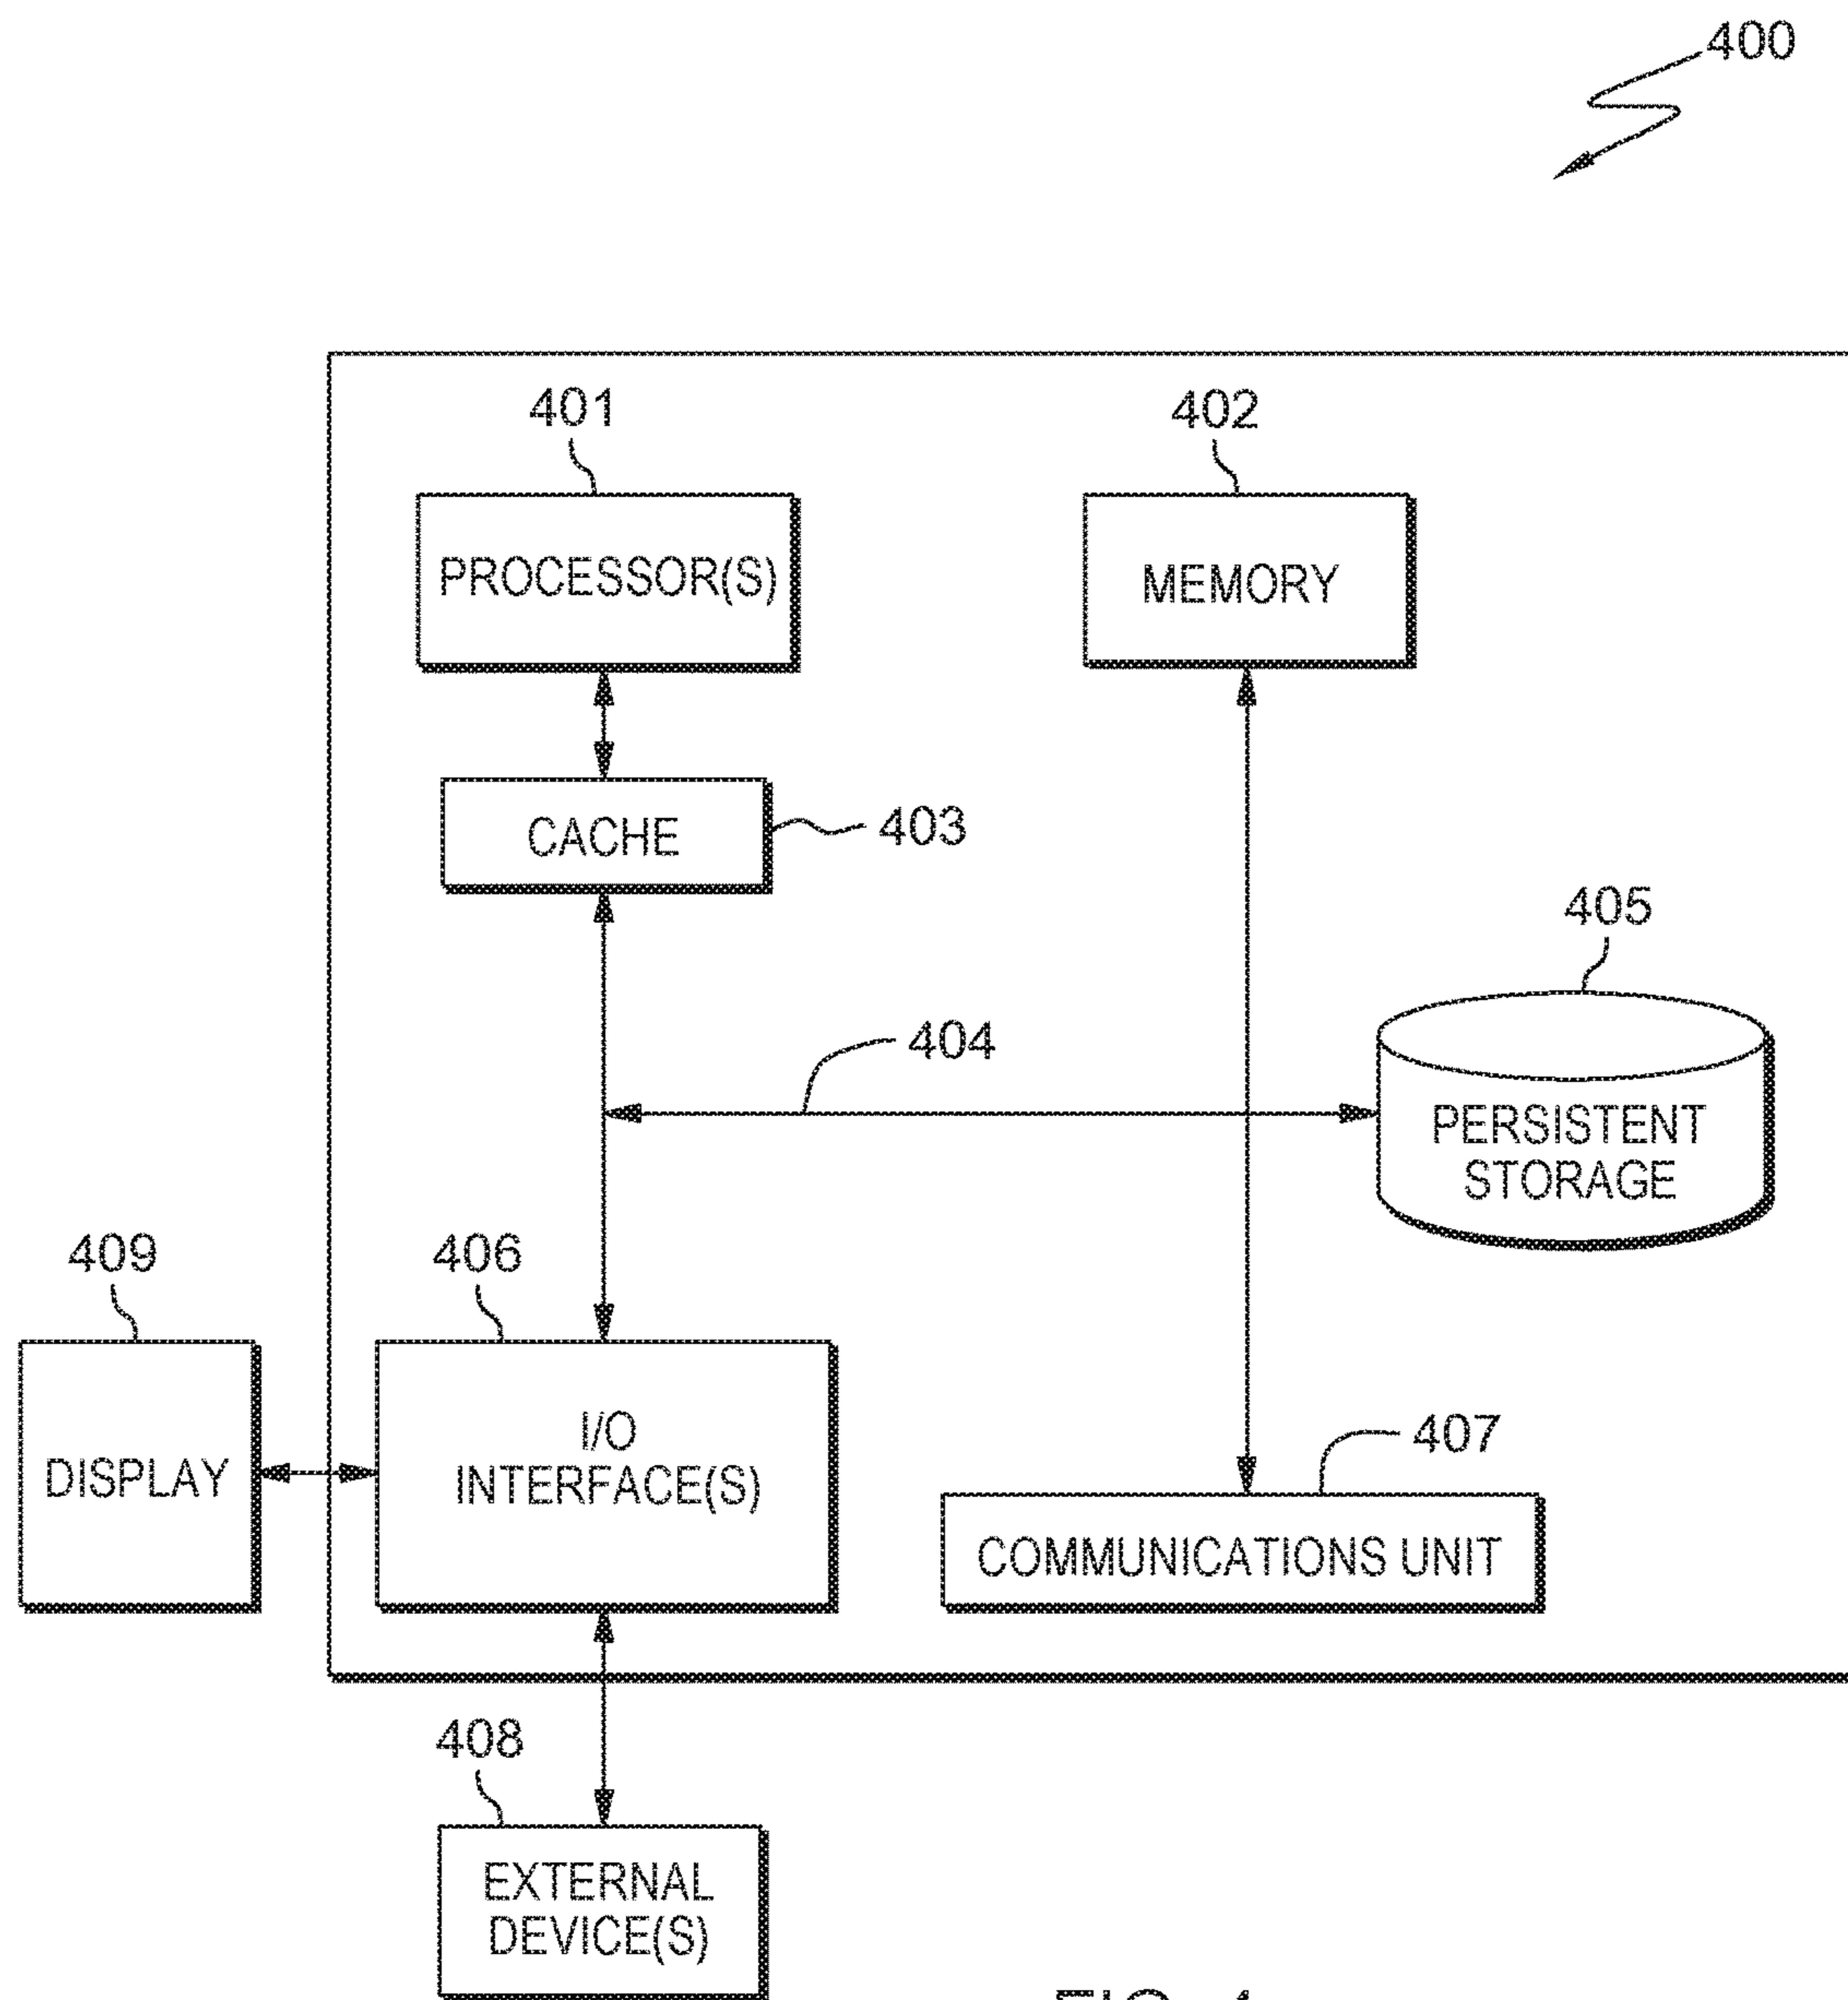 400
401
402
PROCESSOR(S)
MEMORY
CACHE
403
405
404
PERSISTENT
STORAGE
409
406
I/O
INTERFACE(S)
DISPLAY
407
COMMUNICATIONS UNIT
408
EXTERNAL
DEVICE(S)